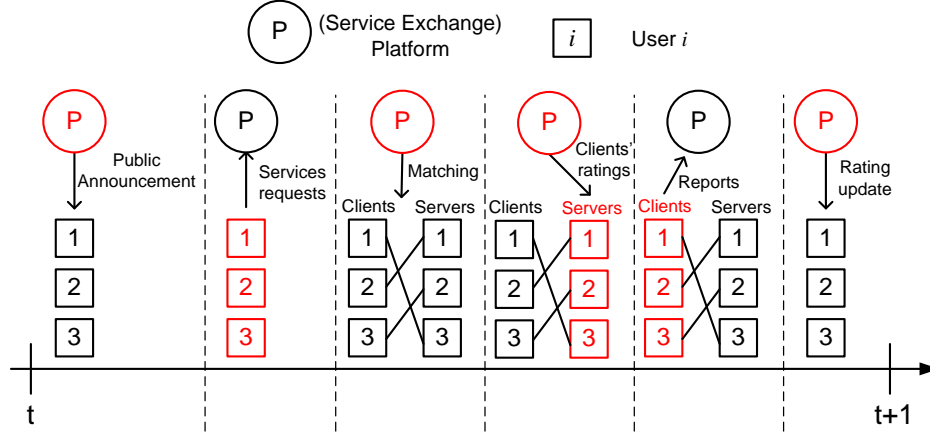 P
(Service Exchange)
Platform
i
User i
P
Public
Announcement
1
2
3
P
Services
requests
1
2
3
P
Matching
Clients
Servers
1
1
2
2
3
3
P
Clients'
ratings
Clients
Servers
1
1
2
2
3
3
P
Reports
Clients
Servers
1
1
2
2
3
3
P
Rating
update
1
2
3
t
t+1